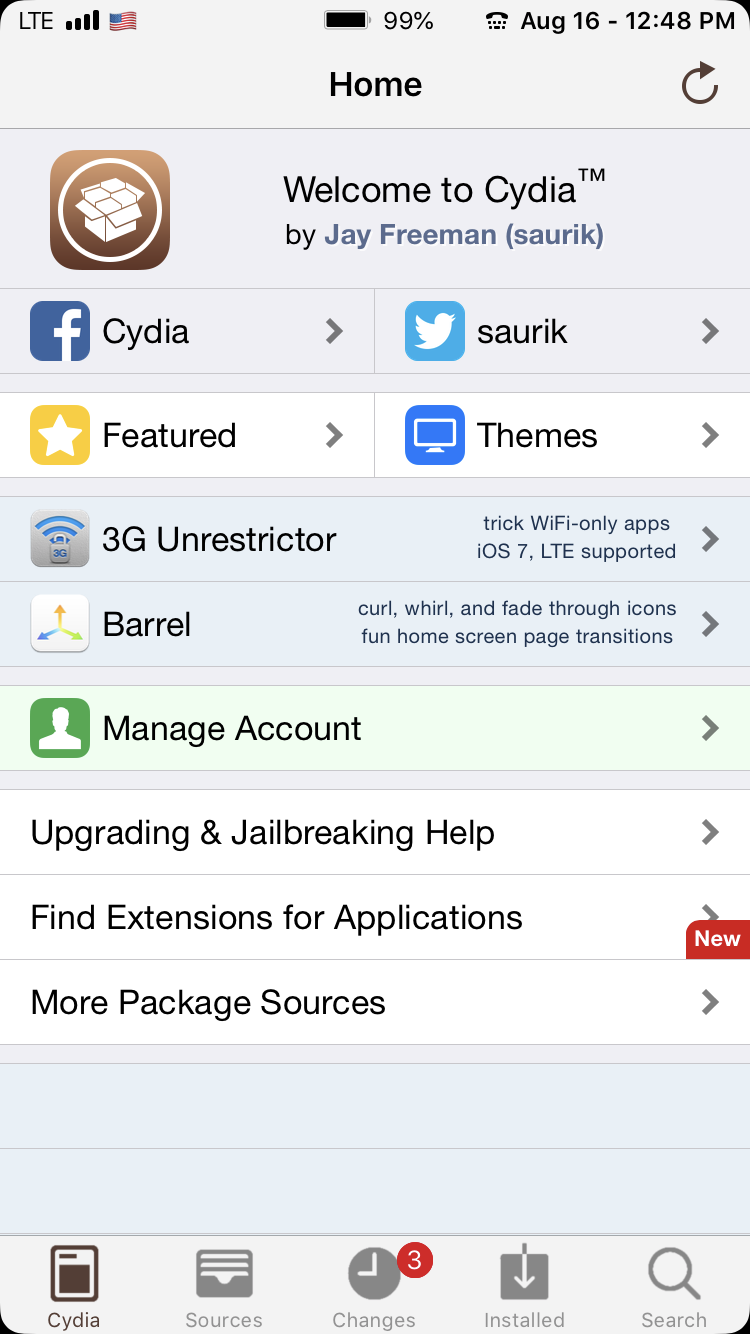 LTE 🇺🇸 99% Aug 16 - 12:48 PM
Home
Welcome to Cydia™
by Jay Freeman (saurik)
Cydia
saurik
Featured
Themes
3G
3G Unrestrictor
trick WiFi-only apps
iOS 7, LTE supported
Barrel
curl, whirl, and fade through icons
fun home screen page transitions
Manage Account
Upgrading & Jailbreaking Help
Find Extensions for Applications
New
More Package Sources
3
Cydia
Sources
Changes
Installed
Search